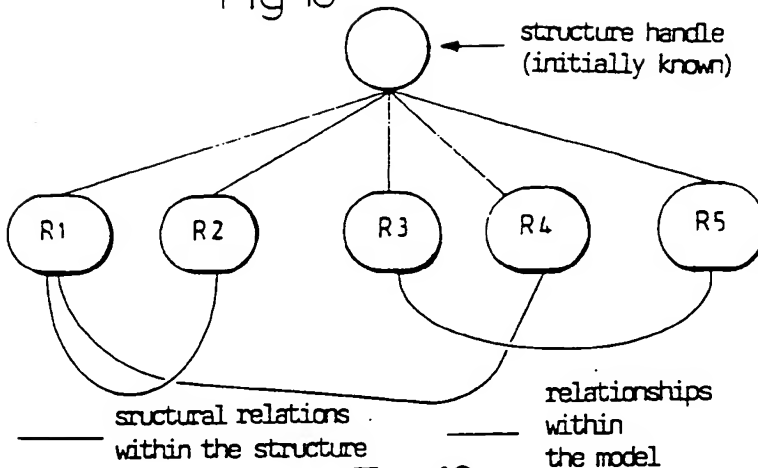 structure handle
(initially known)
R1 R2 R3 R4 R5
sructural relations
within the structure
relationships
within
the model